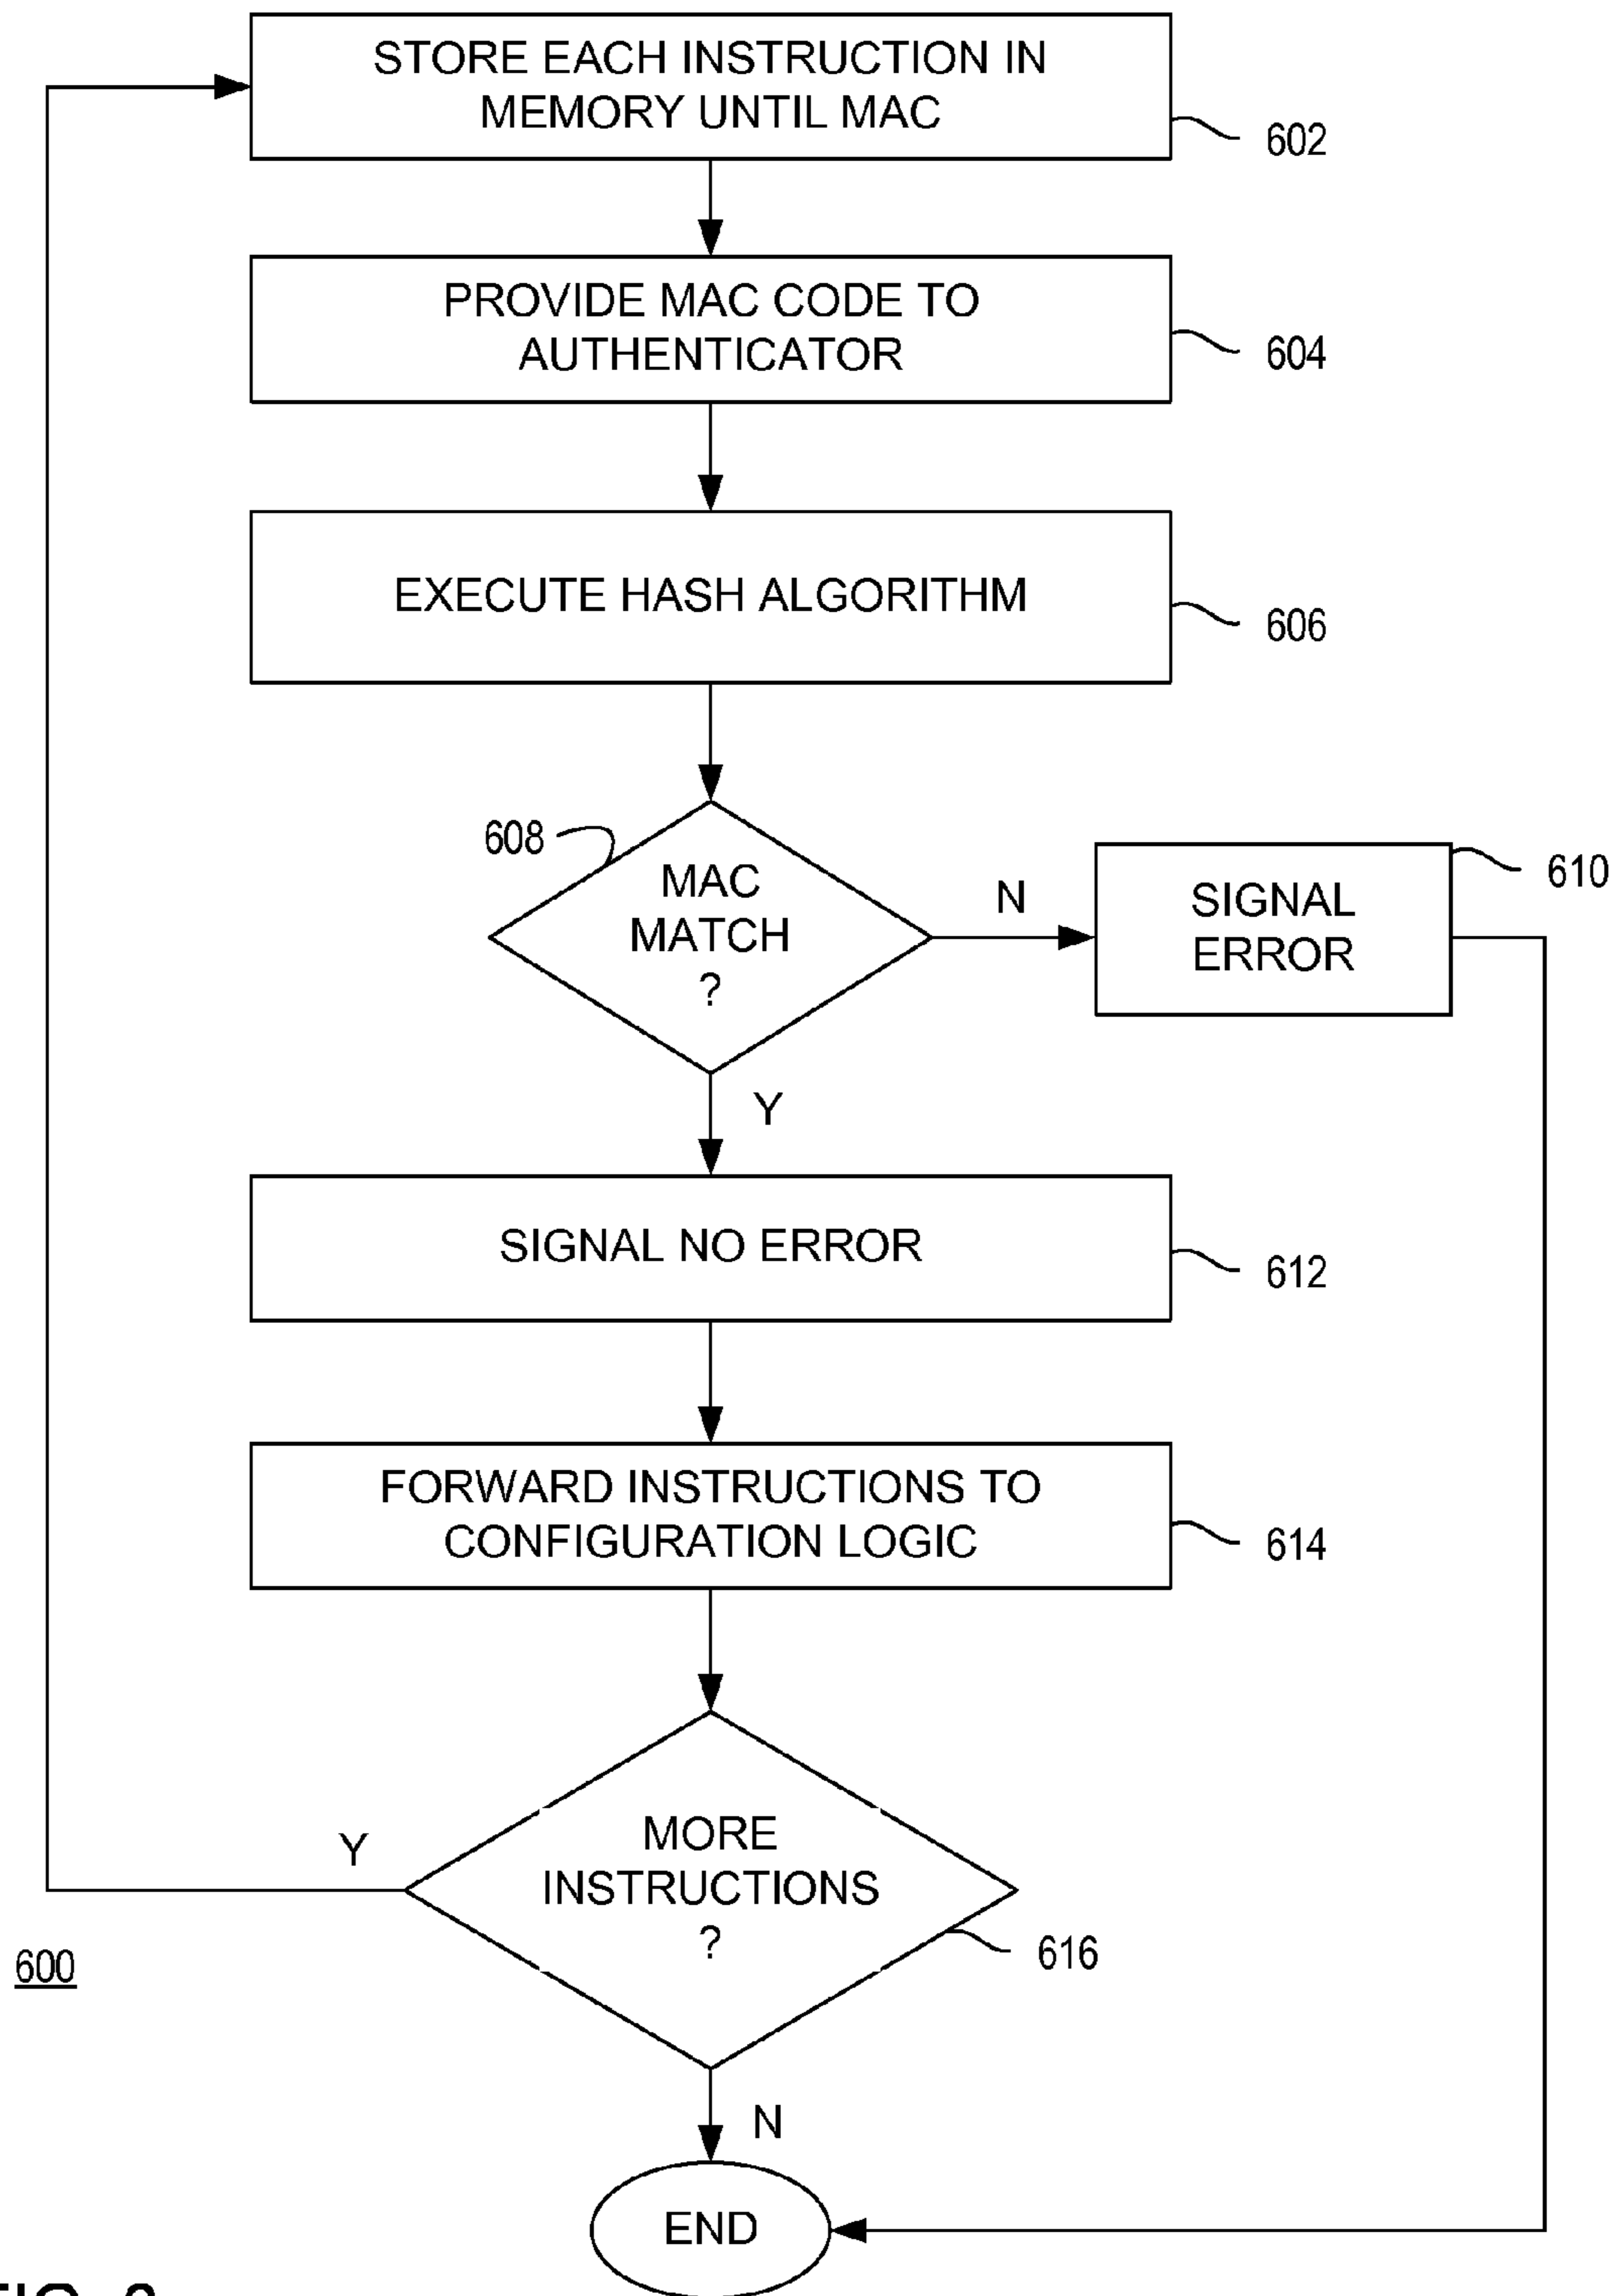 STORE EACH INSTRUCTION IN
MEMORY UNTIL MAC
602
PROVIDE MAC CODE TO
AUTHENTICATOR
604
EXECUTE HASH ALGORITHM
606
608
MAC
MATCH
?
N
SIGNAL
ERROR
610
Y
SIGNAL NO ERROR
612
FORWARD INSTRUCTIONS TO
CONFIGURATION LOGIC
614
Y
MORE
INSTRUCTIONS
?
616
600
N
END